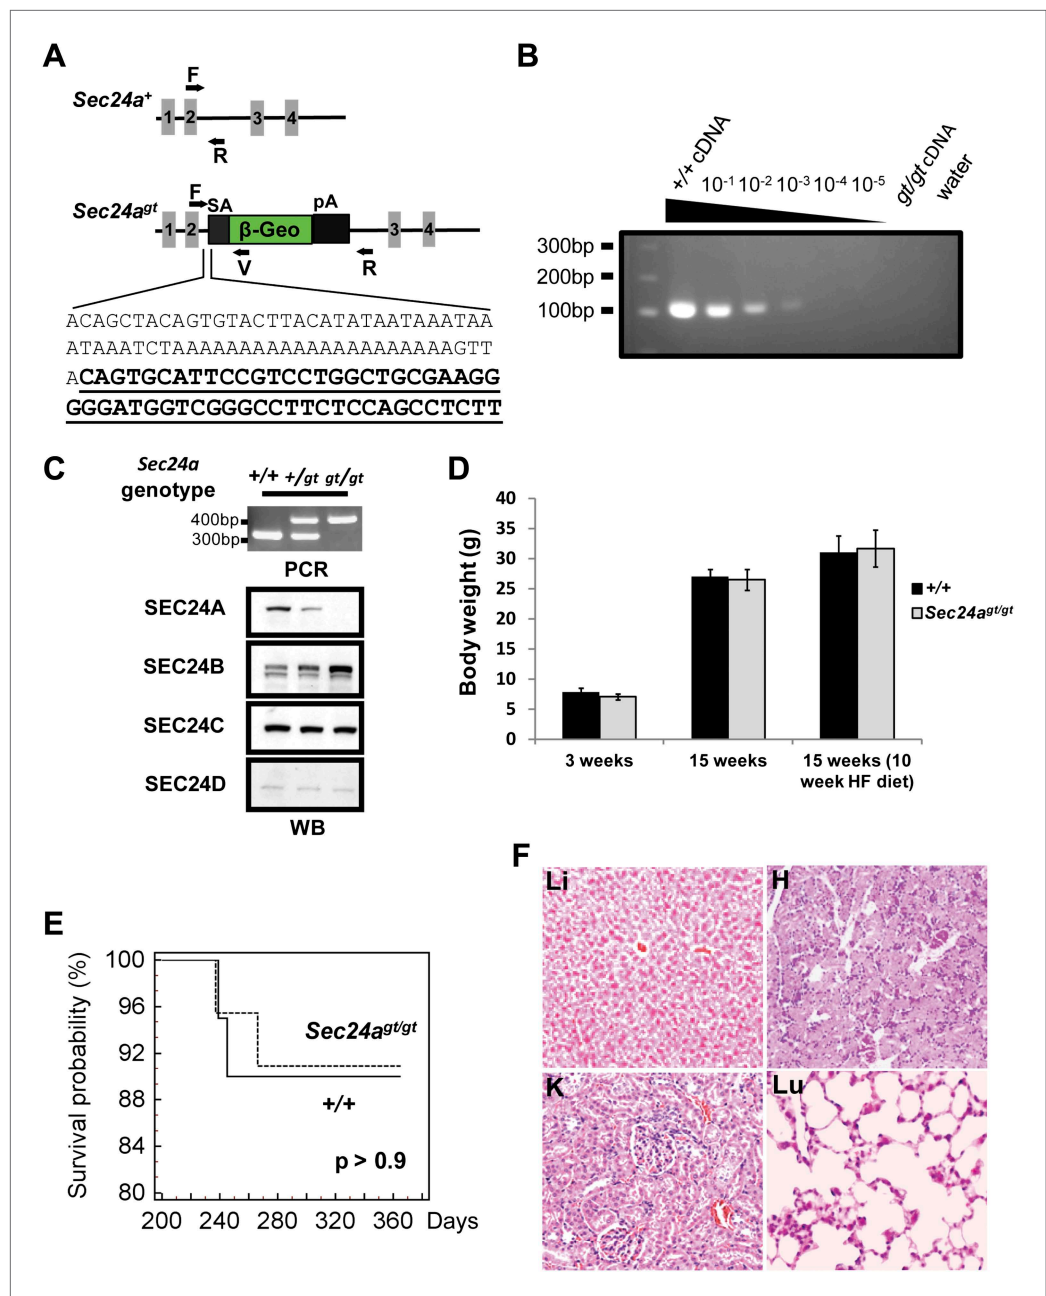 A
F
Sec24a+
1 2 3 4
R
F
SA
pA
Sec24agt
1 2 β-Geo 3 4
V
R
ACAGCTACAGTGTACTTACATATAATAAATAA
ATAAATCTAAAAAAAAAAAAAAAAAAAAAGTT
ACAGTGCATTCCGTCCTGGCTGCGAAGG
GGGATGGTCGGGCCTTCTCCAGCCTCTT
B
+/+ cDNA 10-1 10-2 10-3 10-4 10-5 gt/gt cDNA water
300bp
200bp
100bp
C
Sec24a
genotype
+/+ +/gt gt/gt
400bp
300bp
PCR
SEC24A
SEC24B
SEC24C
SEC24D
WB
D
Body weight (g)
40
35
30
25
20
15
10
5
0
3 weeks
15 weeks
15 weeks (10
week HF diet)
+/+
Sec24agt/gt
E
Survival probability (%)
100
96
92
88
84
80
200 240 280 320 360 Days
Sec24agt/gt
+/+
p > 0.9
F
Li
H
K
Lu